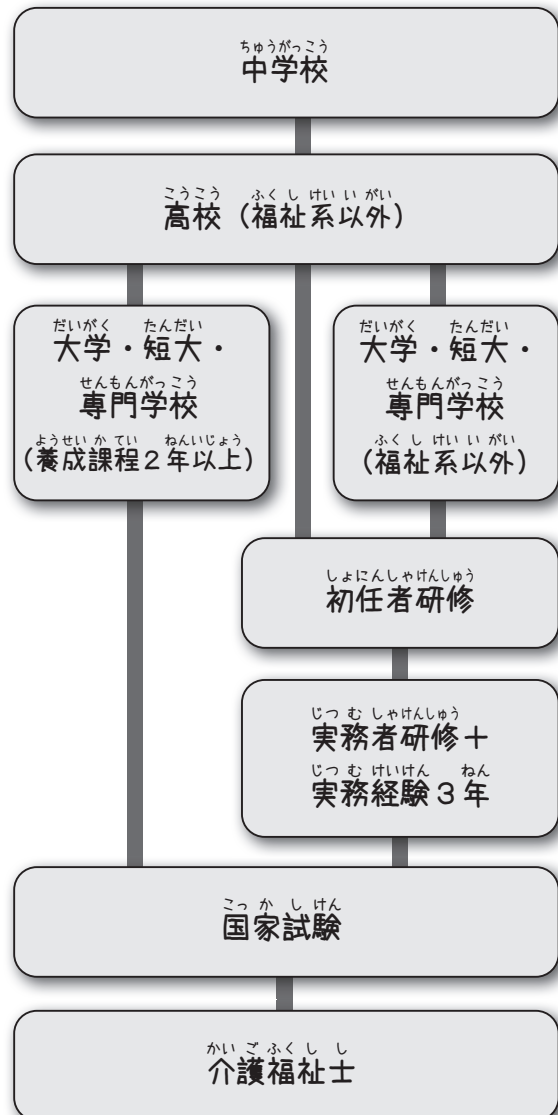 ちゅうがっこう
中学校
こうこう ふくしけいいがい
高校（福祉系以外）
だいがく たんだい
大学・短大・
せんもんがっこう
専門学校
ようせいかてい ねんいじょう
（養成課程２年以上）
だいがく たんだい
大学・短大・
せんもんがっこう
専門学校
ふくしけいいがい
（福祉系以外）
しょにんしゃけんしゅう
初任者研修
じつむしゃけんしゅう
実務者研修＋
じつむけいけん ねん
実務経験３年
こっかしけん
国家試験
かいごふくしし
介護福祉士